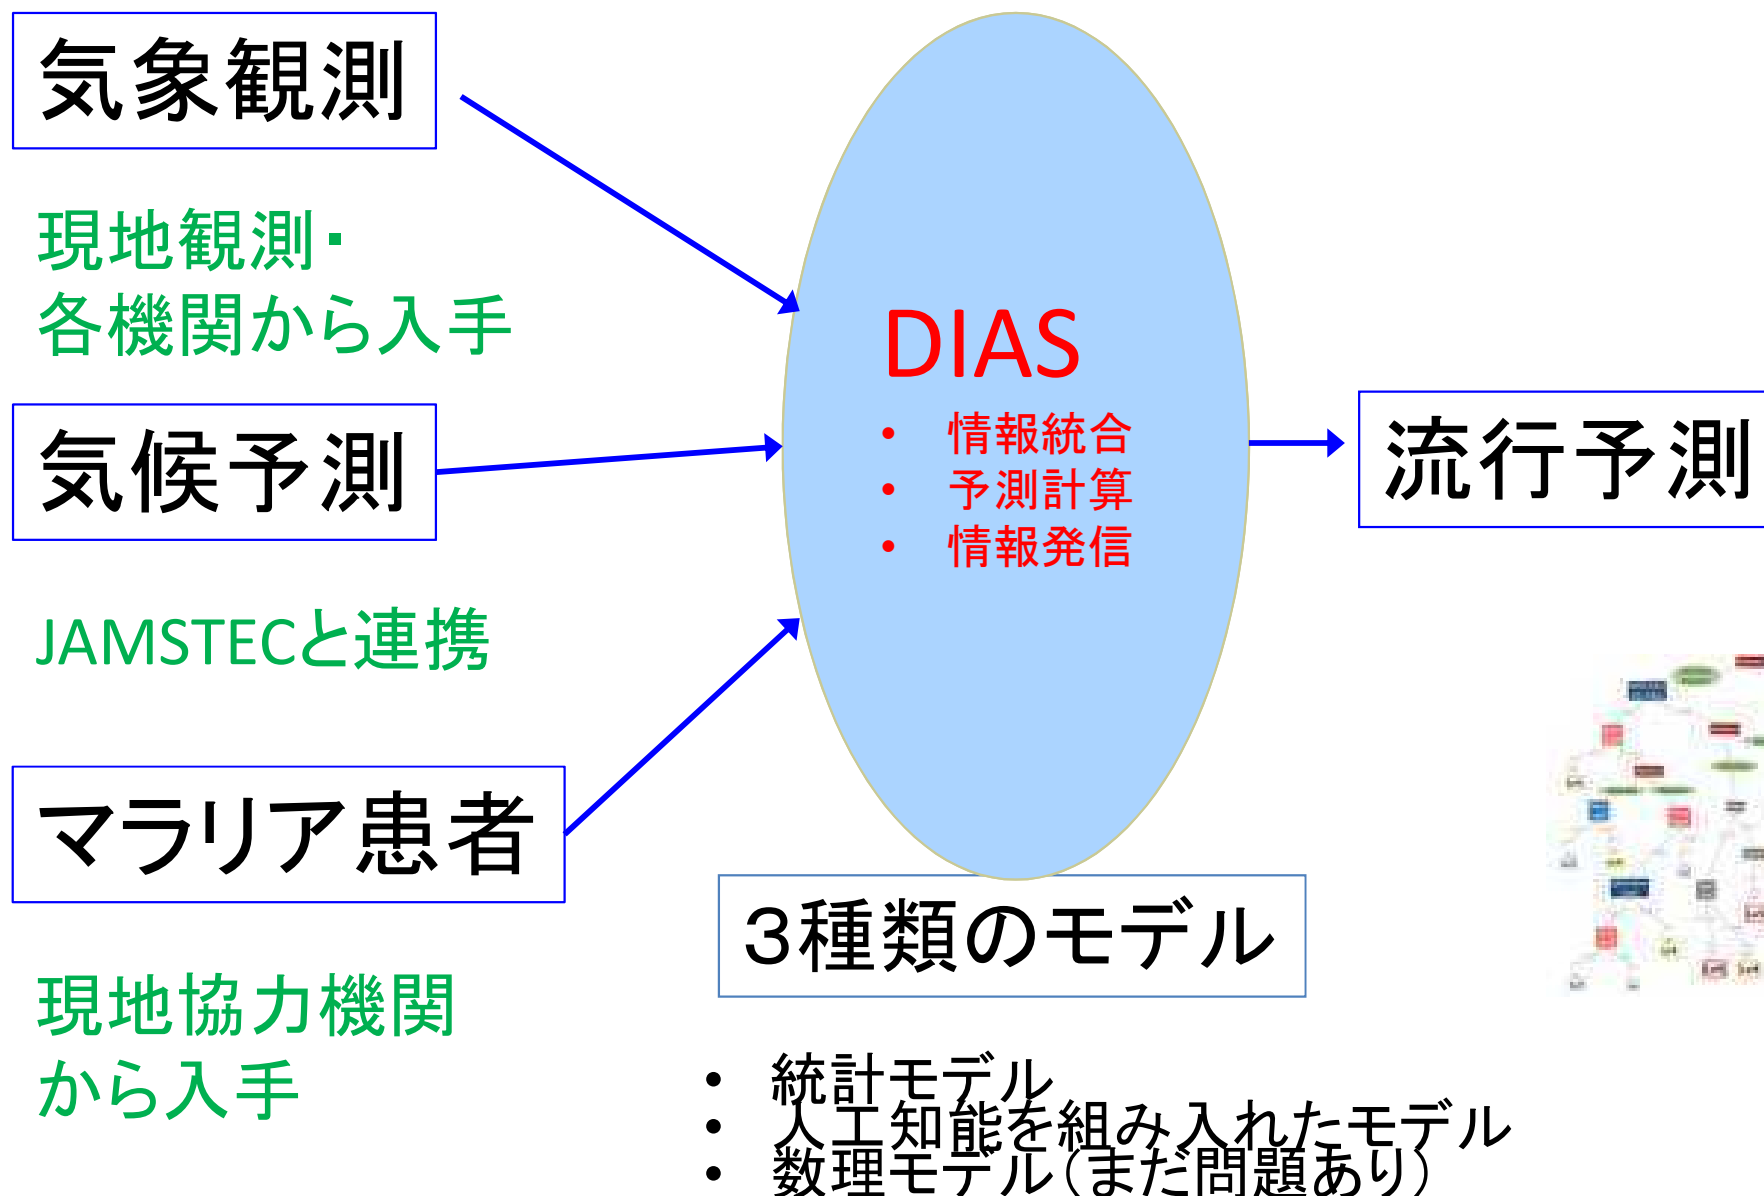 気象観測
現地観測・
各機関から入手
気候予測
JAMSTECと連携
マラリア患者
現地協力機関
から入手
DIAS
• 情報統合
• 予測計算
• 情報発信
流行予測
３種類のモデル
• 統計モデル
• 人工知能を組み入れたモデル
• 数理モデル（まだ問題あり）